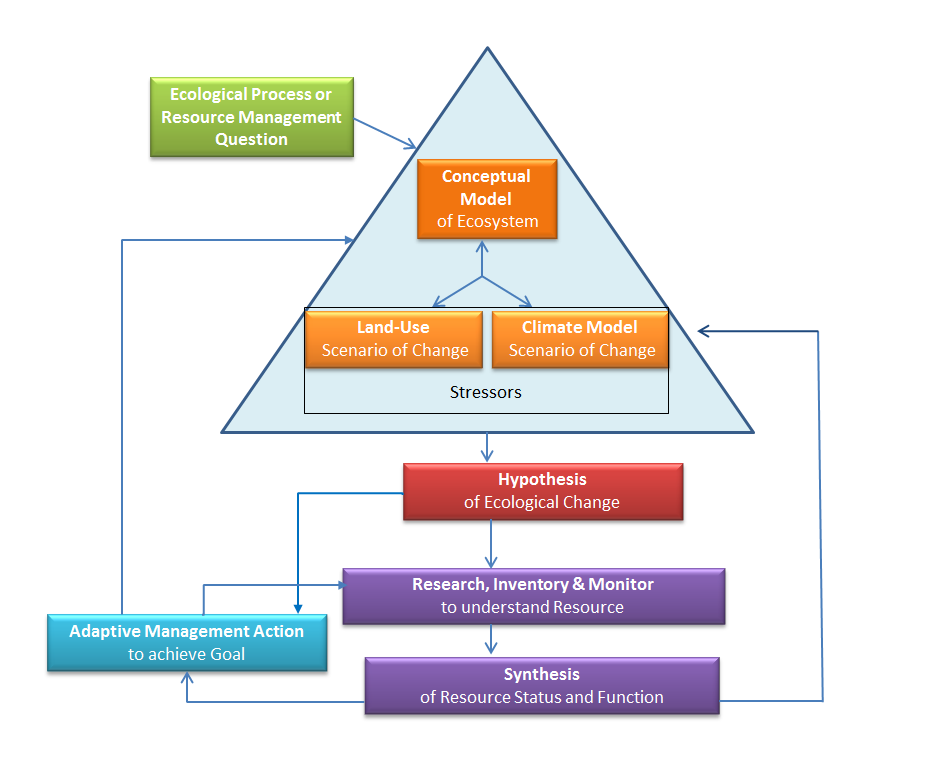 Ecological Process or
Resource Management
Question
Conceptual
Model
of Ecosystem
Land-Use
Scenario of Change
Climate Model
Scenario of Change
Stressors
Hypothesis
of Ecological Change
Research, Inventory & Monitor
to understand Resource
Adaptive Management Action
to achieve Goal
Synthesis
of Resource Status and Function